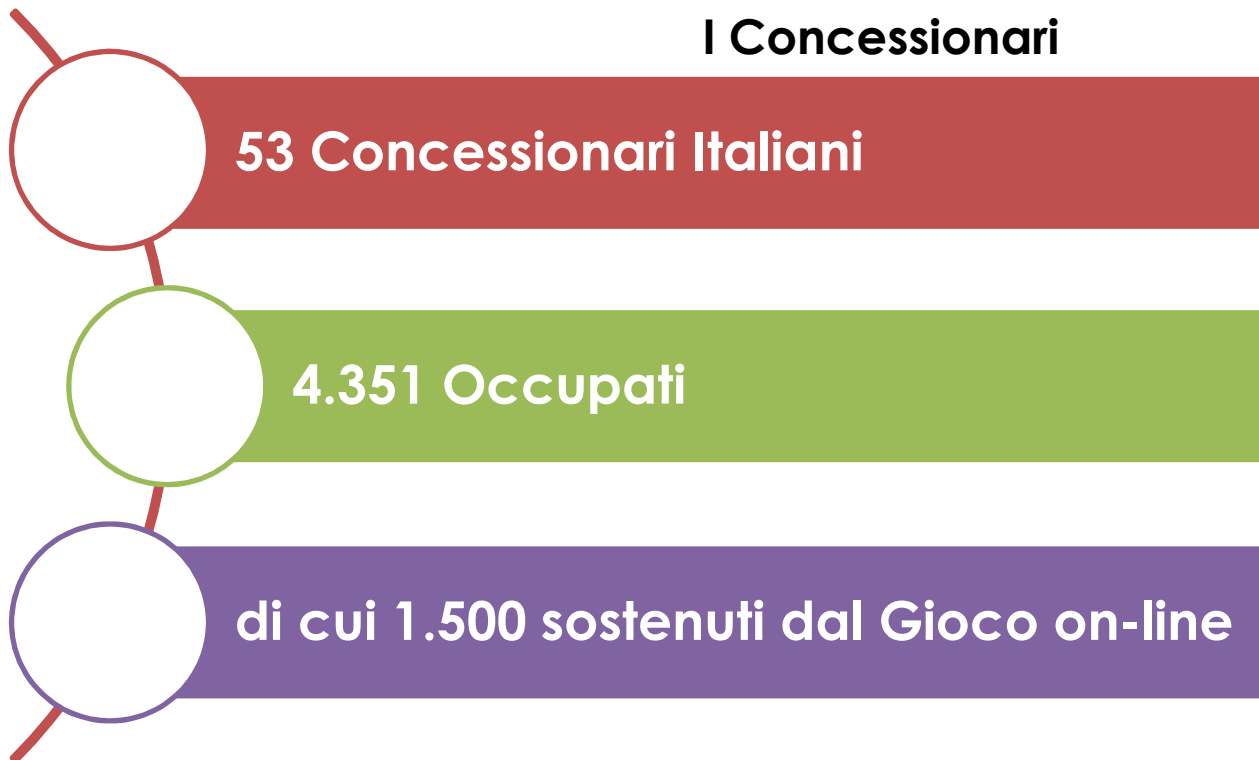 I Concessionari
53 Concessionari Italiani
4.351 Occupati
di cui 1.500 sostenuti dal Gioco on-line